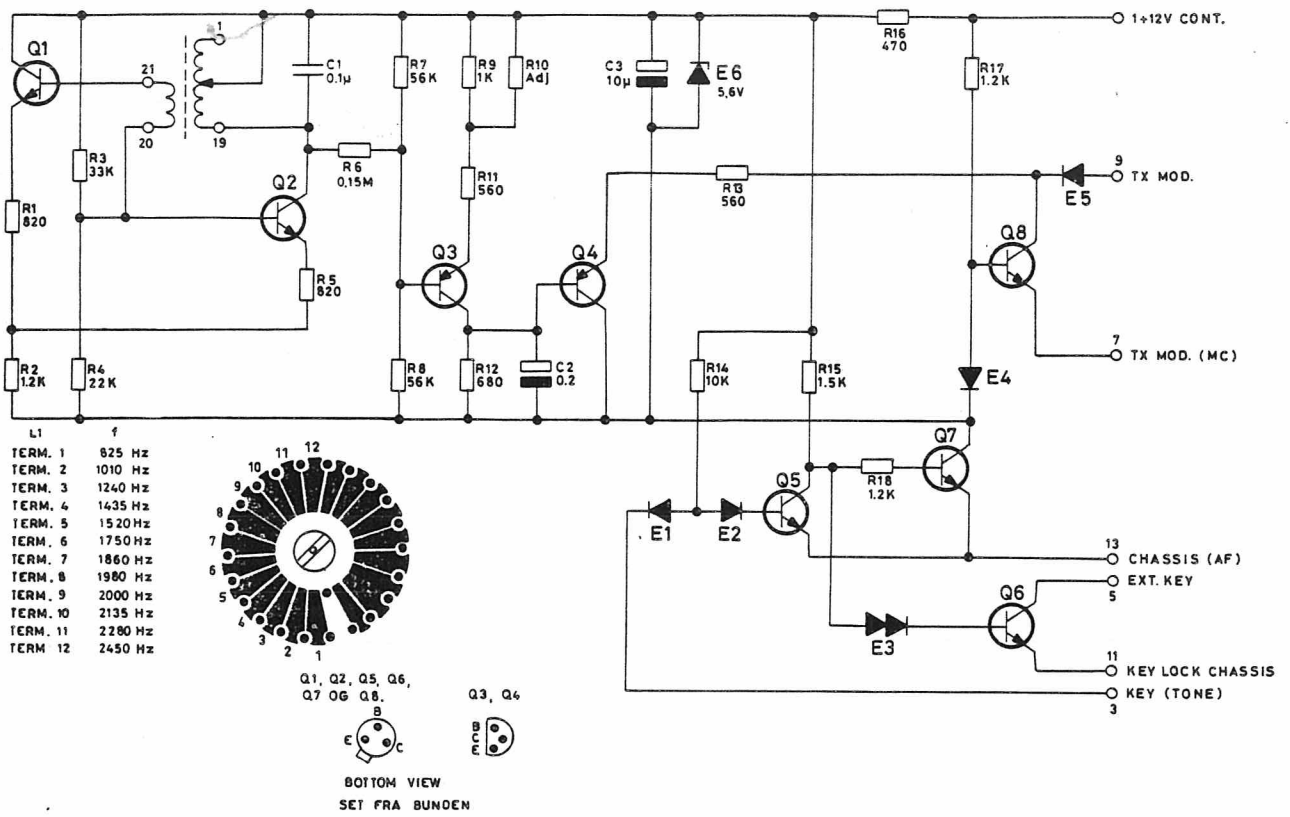 1
1 ÷12V CONT.
R16
470
Q1
21
20
19
C1
0.1µ
R7
56K
R9
1K
R10
Adj
C3
10µ
E6
5,6V
R17
1.2K
R3
33K
R6
0,15M
R11
560
R13
560
9
TX MOD.
E5
R1
820
Q2
R5
820
Q3
Q4
Q8
R2
1.2K
R4
22K
R8
56K
R12
680
C2
0.2
R14
10K
R15
1.5K
E4
7
TX MOD. (MC)
L1 f
TERM. 1 825 Hz
TERM. 2 1010 Hz
TERM. 3 1240 Hz
TERM. 4 1435 Hz
TERM. 5 1520 Hz
TERM. 6 1750 Hz
TERM. 7 1860 Hz
TERM. 8 1980 Hz
TERM. 9 2000 Hz
TERM. 10 2135 Hz
TERM. 11 2280 Hz
TERM 12 2450 Hz
12
11
10
9
8
7
6
5
4
3
2
1
Q5
R18
1.2K
Q7
E1
E2
13
CHASSIS (AF)
EXT. KEY
5
E3
Q6
11
KEY LOCK CHASSIS
KEY (TONE)
3
Q1, Q2, Q5, Q6,
Q7 OG Q8.
B
E
C
Q3, Q4
B
C
E
BOTTOM VIEW
SET FRA BUNDEN